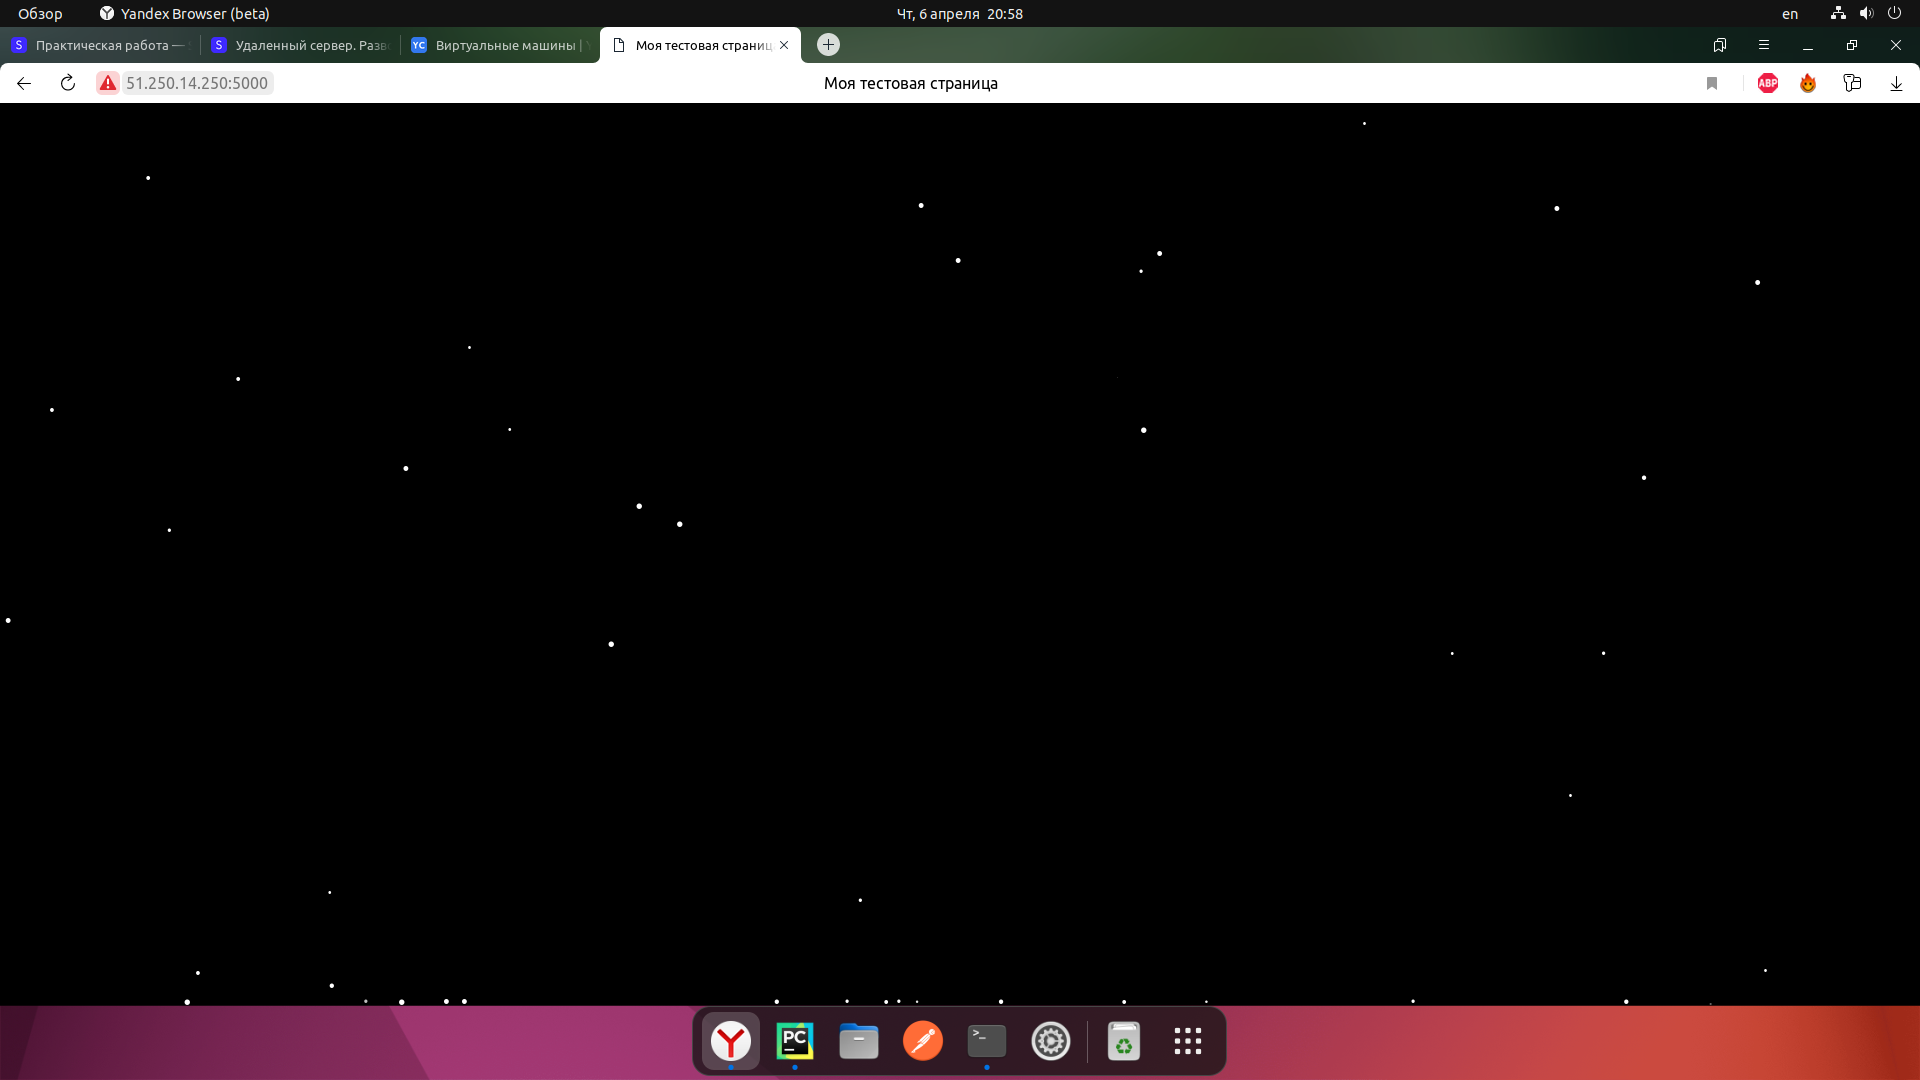 Обзор
Yandex Browser (beta)
Чт, 6 апреля 20:58
en
S Практическая работа —
S Удаленный сервер. Разв
YC Виртуальные машины |
Моя тестовая страниц
51.250.14.250:5000
Моя тестовая страница
ABP
PC
>_